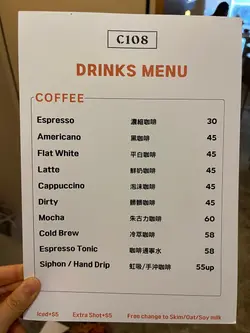 C108
DRINKS MENU
COFFEE
Espresso 濃縮咖啡 30
Americano 黑咖啡 45
Flat White 平白咖啡 45
Latte 鮮奶咖啡 45
Cappuccino 泡沫咖啡 45
Dirty 髒髒咖啡 45
Mocha 朱古力咖啡 60
Cold Brew 冷萃咖啡 58
Espresso Tonic 咖啡通寧水 58
Siphon / Hand Drip 虹吸/手沖咖啡 55up
Iced+$5 Extra Shot+$5 Free change to Skim/Oat/Soy milk